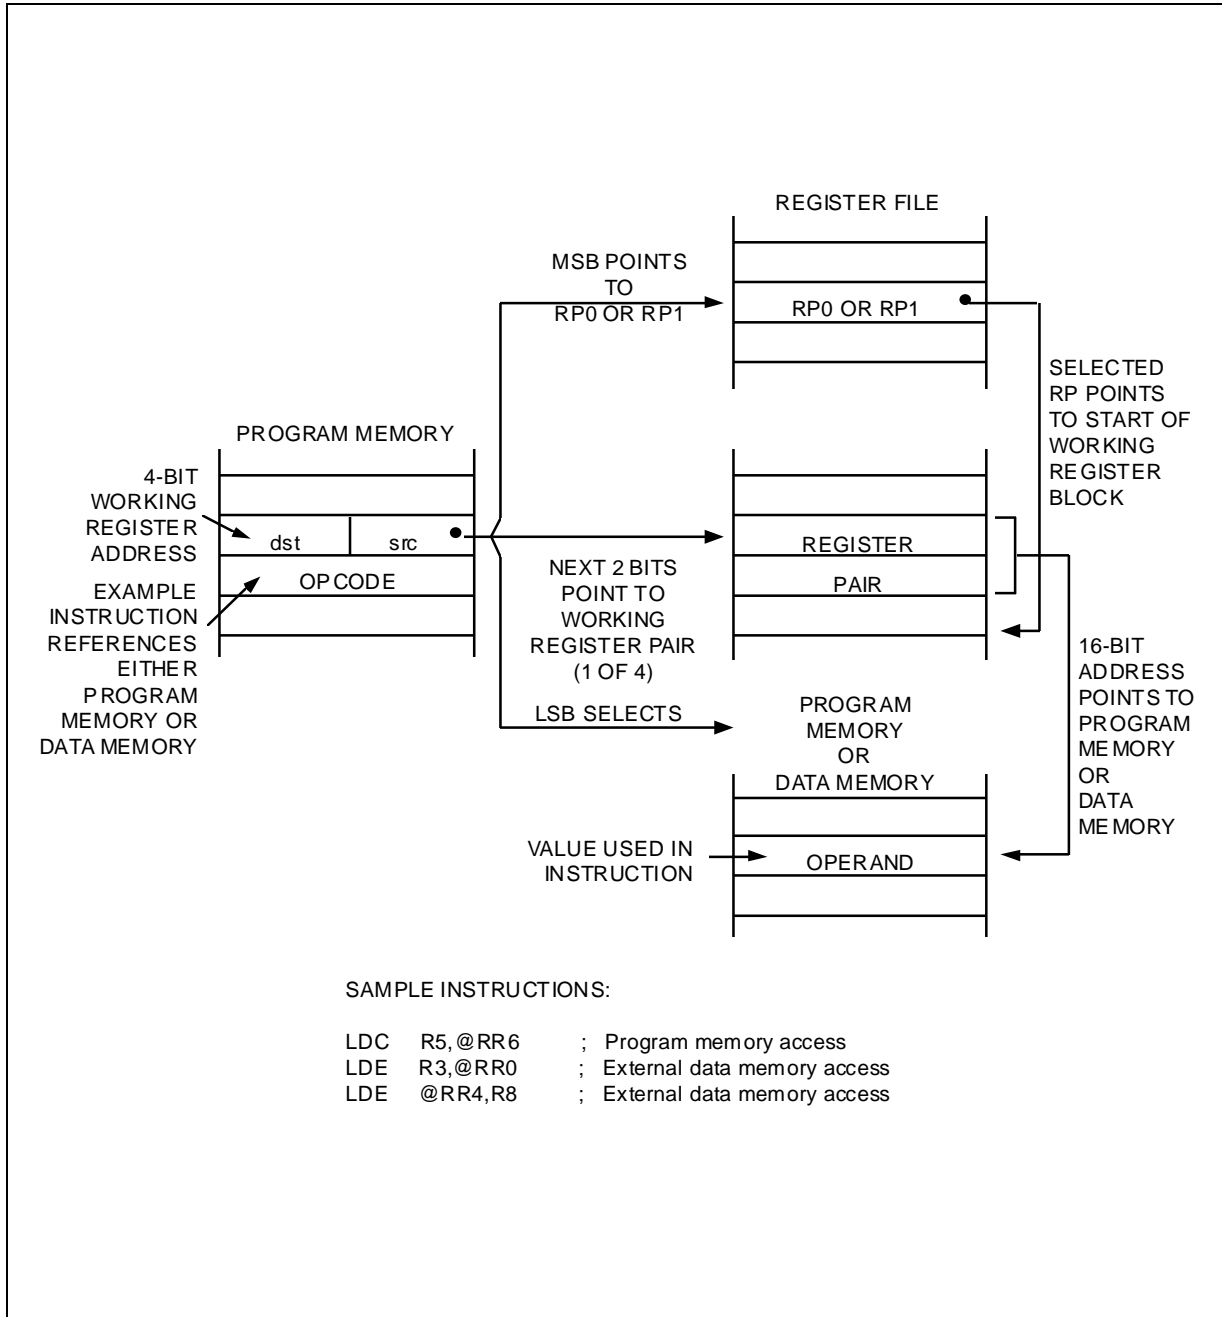 REGISTER FILE
MSB POINTS
TO
RP0 OR RP1
RP0 OR RP1
SELECTED
RP POINTS
TO START OF
WORKING
REGISTER
BLOCK
PROGRAM MEMORY
4-BIT
WORKING
REGISTER
ADDRESS
dst src
OPCODE
EXAMPLE
INSTRUCTION
REFERENCES
EITHER
PROGRAM
MEMORY OR
DATA MEMORY
NEXT 2 BITS
POINT TO
WORKING
REGISTER PAIR
(1 OF 4)
REGISTER
PAIR
LSB SELECTS
PROGRAM
MEMORY
OR
DATA MEMORY
16-BIT
ADDRESS
POINTS TO
PROGRAM
MEMORY
OR
DATA
MEMORY
VALUE USED IN
INSTRUCTION
OPERAND
SAMPLE INSTRUCTIONS:
LDC R5,@RR6 ; Program memory access
LDE R3,@RR0 ; External data memory access
LDE @RR4,R8 ; External data memory access